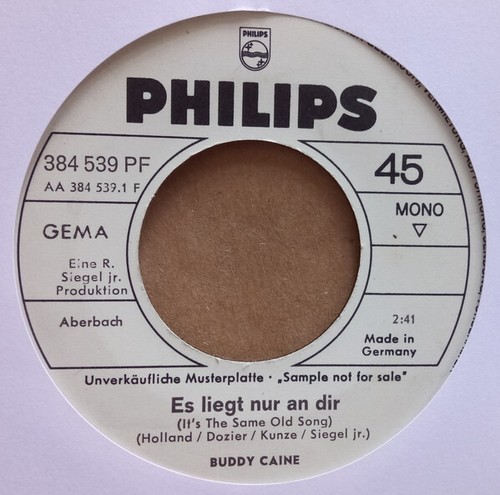 PHILIPS
PHILIPS
384 539 PF
AA 384 539.1 F
GEMA
Eine R.
Siegel jr.
Produktion
Aberbach
45
MONO
2:41
Made in
Germany
Unverkäufliche Musterplatte · „Sample not for sale"
Es liegt nur an dir
(It's The Same Old Song)
(Holland / Dozier / Kunze / Siegel jr.)
BUDDY CAINE